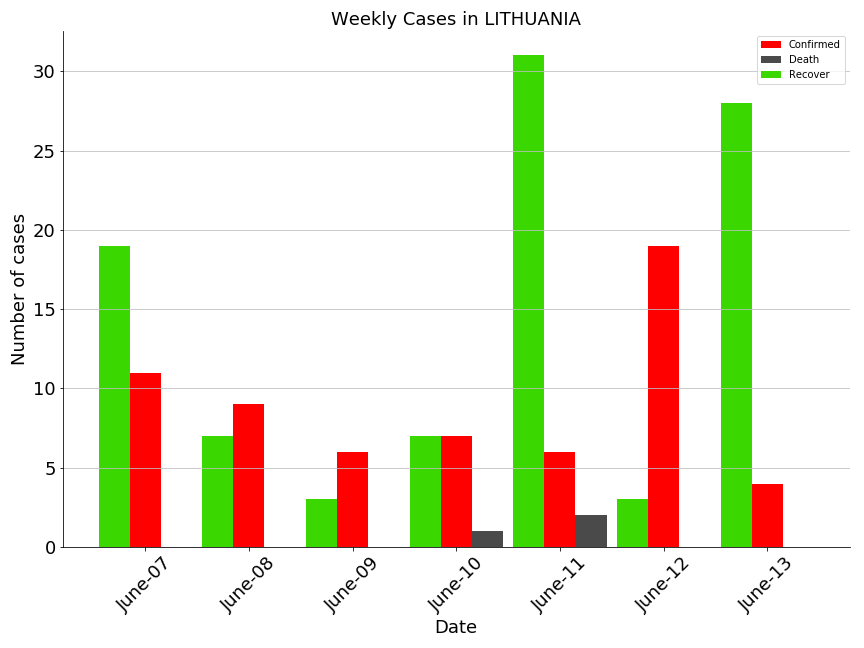 Weekly Cases in LITHUANIA
Confirmed
Death
Recover
Number of cases
30
25
20
15
10
5
0
June-07
June-08
June-09
June-10
June-11
June-12
June-13
Date